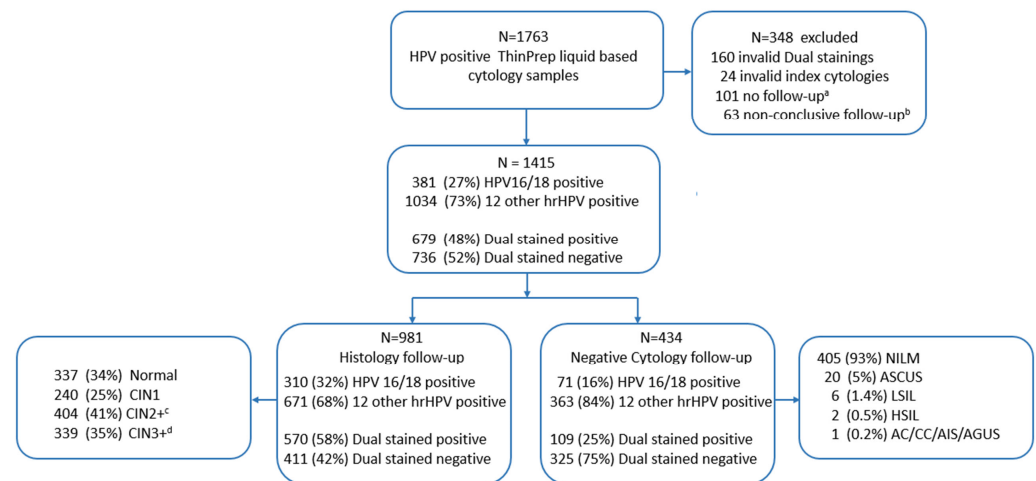 N=1763
HPV positive ThinPrep liquid based
cytology samples
N=348 excluded
160 invalid Dual stainings
24 invalid index cytologies
101 no follow-upᵃ
63 non-conclusive follow-upᵇ
N = 1415
381 (27%) HPV16/18 positive
1034 (73%) 12 other hrHPV positive
679 (48%) Dual stained positive
736 (52%) Dual stained negative
337 (34%) Normal
240 (25%) CIN1
404 (41%) CIN2+ᶜ
339 (35%) CIN3+ᵈ
N=981
Histology follow-up
310 (32%) HPV 16/18 positive
671 (68%) 12 other hrHPV positive
570 (58%) Dual stained positive
411 (42%) Dual stained negative
N=434
Negative Cytology follow-up
71 (16%) HPV 16/18 positive
363 (84%) 12 other hrHPV positive
109 (25%) Dual stained positive
325 (75%) Dual stained negative
405 (93%) NILM
20 (5%) ASCUS
6 (1.4%) LSIL
2 (0.5%) HSIL
1 (0.2%) AC/CC/AIS/AGUS